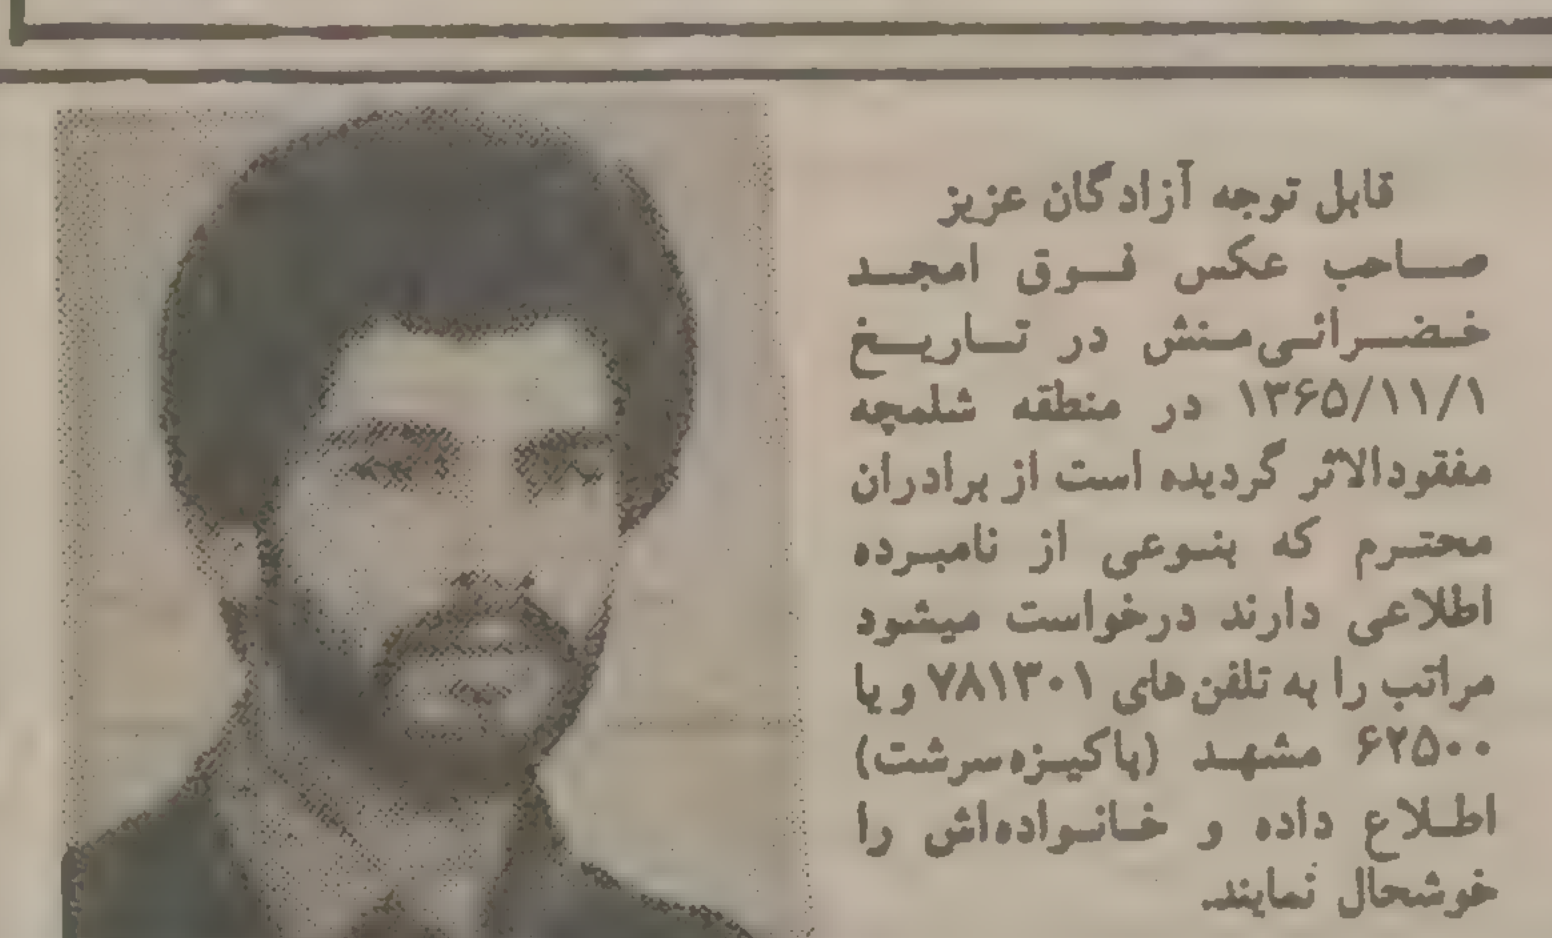 قابل توجه آزادگان عزیز
صاحب عکس فوق امجد
خضرائی‌منش در تاریخ
۱۳۶۵/۱۱/۱ در منطقه شلمچه
مفقودالاثر گردیده است از برادران
محترم که بنوعی از نامبرده
اطلاعی دارند درخواست میشود
مراتب را به تلفن‌های ۷۸۱۳۰۱ و یا
۶۲۵۰۰ مشهد (پاکیزه‌سرشت)
اطلاع داده و خانواده‌اش را
خوشحال نمایند.